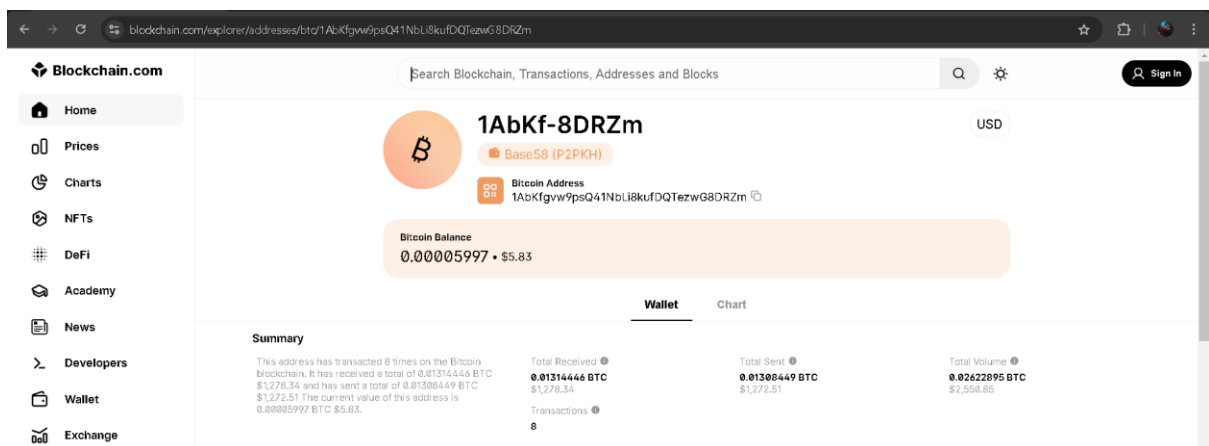 blockchain.com/explorer/addresses/btc/1AbKfgvw9psQ41NbLi8kufDQTezwG8DRZm
Blockchain.com
Search Blockchain, Transactions, Addresses and Blocks
Sign In
Home
Prices
Charts
NFTs
DeFi
Academy
News
Developers
Wallet
Exchange
1AbKf-8DRZm
USD
Base58 (P2PKH)
Bitcoin Address
1AbKfgvw9psQ41NbLi8kufDQTezwG8DRZm
Bitcoin Balance
0.00005997 • $5.83
Wallet
Chart
Summary
This address has transacted 8 times on the Bitcoin
blockchain. It has received a total of 0.01314446 BTC
$1,278.34 and has sent a total of 0.01308449 BTC
$1,272.51 The current value of this address is
0.00005997 BTC $5.83.
Total Received
0.01314446 BTC
$1,278.34
Total Sent
0.01308449 BTC
$1,272.51
Total Volume
0.02622895 BTC
$2,550.85
Transactions
8